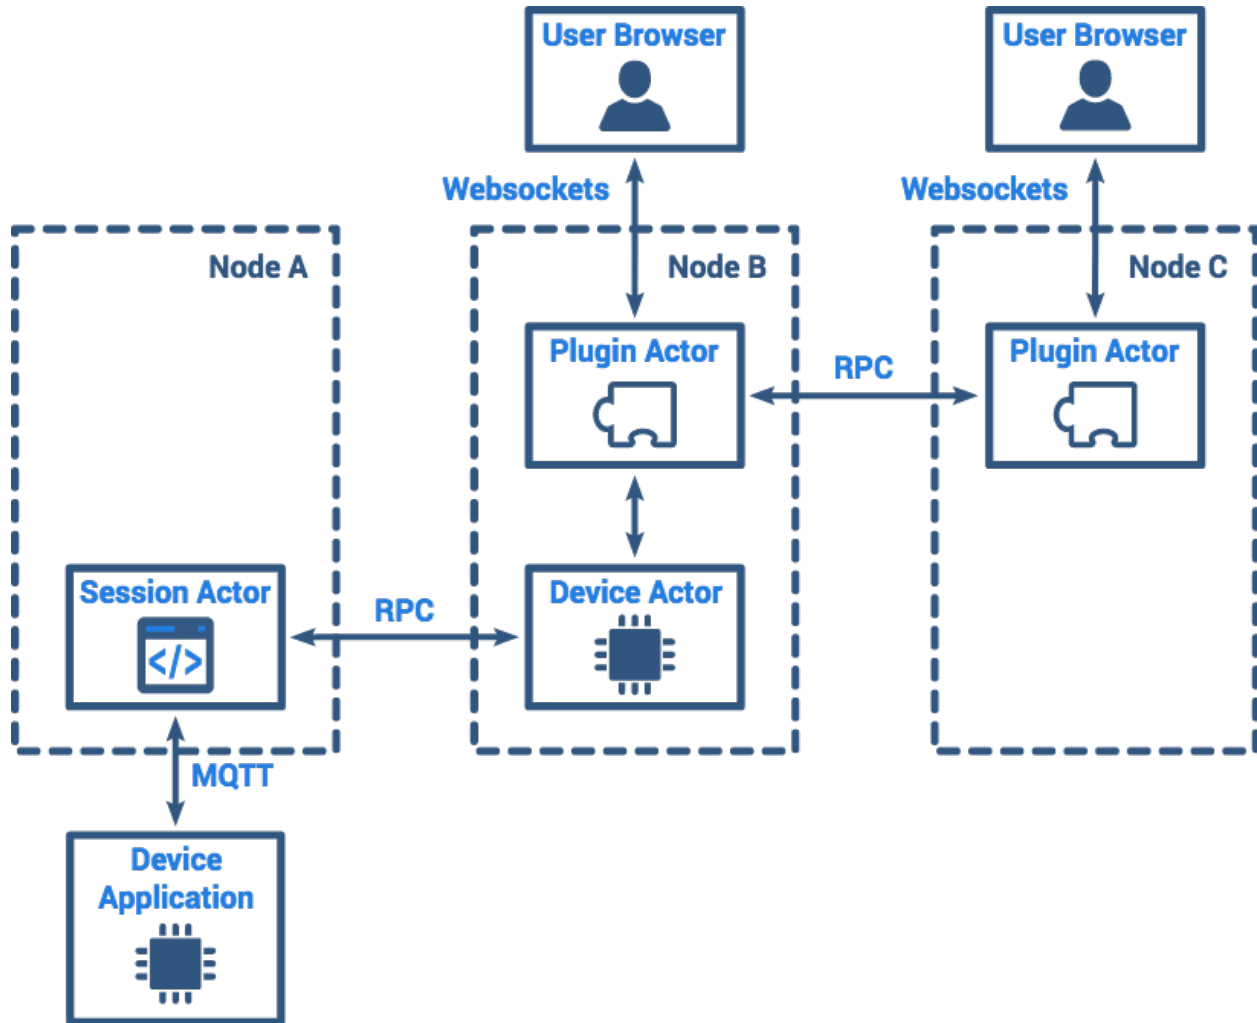 User Browser
User Browser
Websockets
Websockets
Node A
Node B
Node C
Plugin Actor
RPC
Plugin Actor
Session Actor
</>
RPC
Device Actor
MQTT
Device
Application